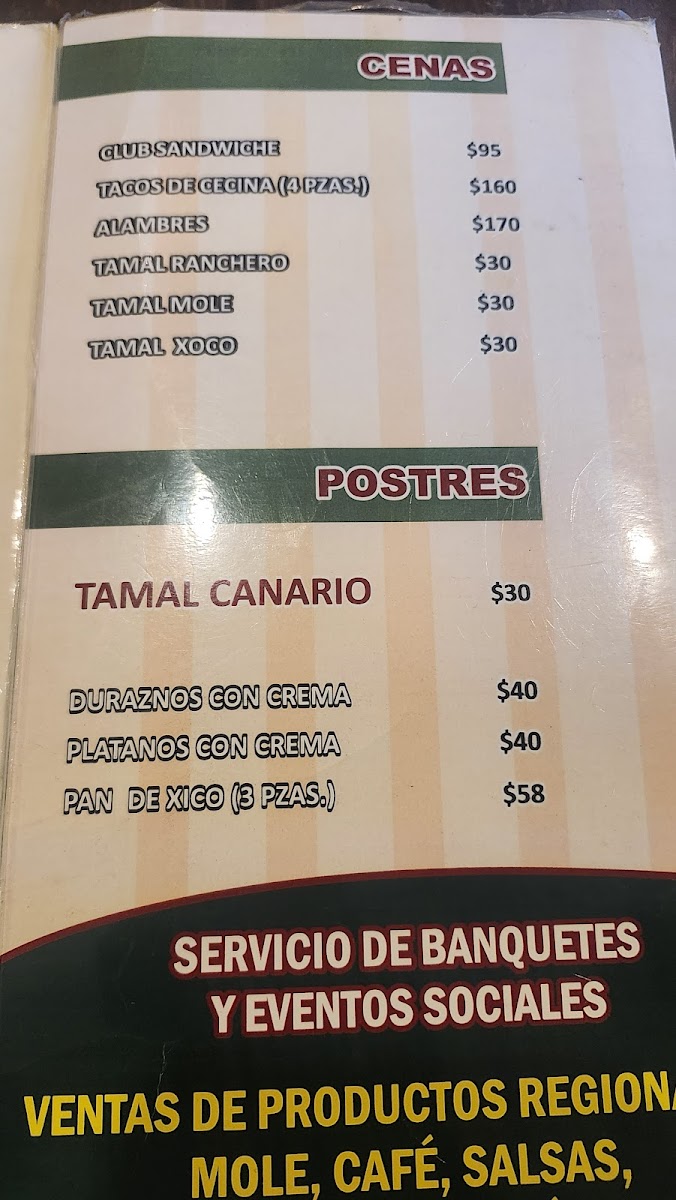 CENAS
CLUB SANDWICHE $95
TACOS DE CECINA (4 PZAS.) $160
ALAMBRES $170
TAMAL RANCHERO $30
TAMAL MOLE $30
TAMAL XOCO $30
POSTRES
TAMAL CANARIO $30
DURAZNOS CON CREMA $40
PLATANOS CON CREMA $40
PAN DE XICO (3 PZAS.) $58
SERVICIO DE BANQUETES
Y EVENTOS SOCIALES
VENTAS DE PRODUCTOS REGIONA
MOLE, CAFÉ, SALSAS,